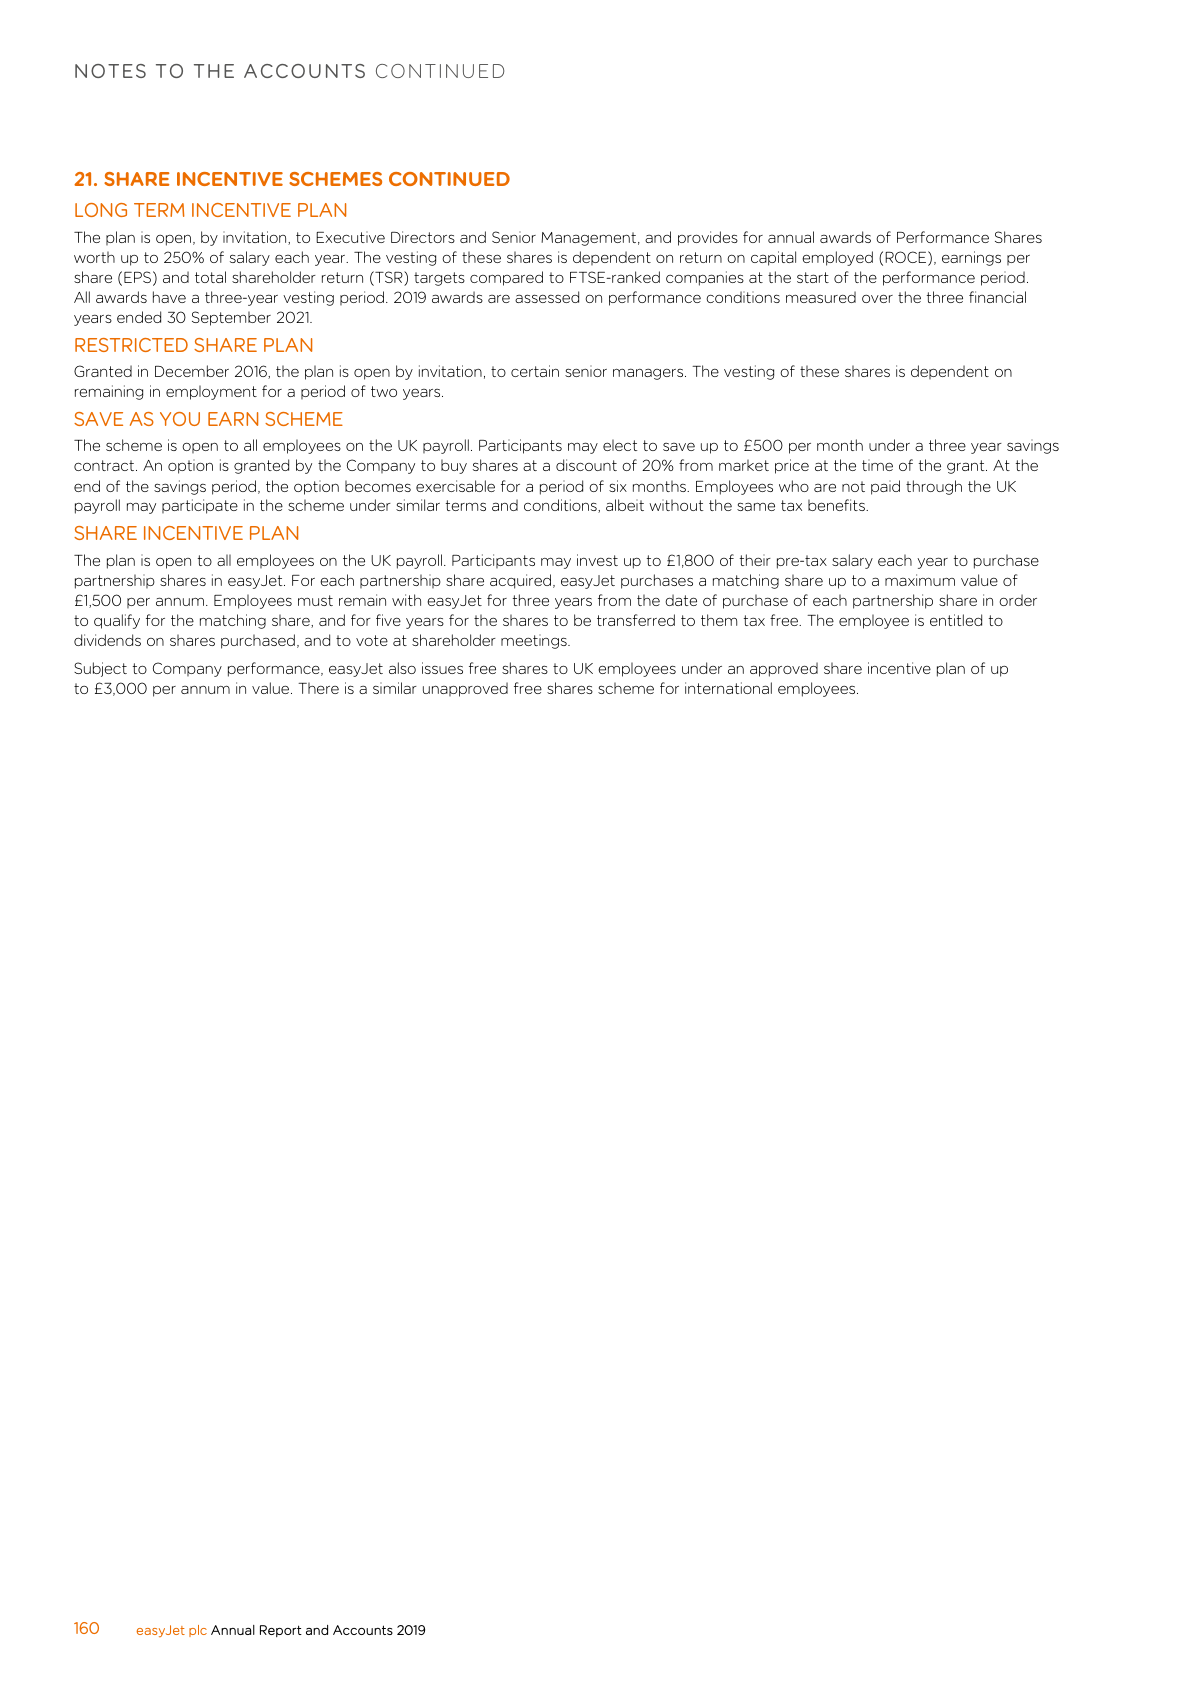 NOTES TO THE ACCOUNTS CONTINUED
21. SHARE INCENTIVE SCHEMES CONTINUED
LONG TERM INCENTIVE PLAN
The plan is open, by invitation, to Executive Directors and Senior Management, and provides for annual awards of Performance Shares
worth up to 250% of salary each year. The vesting of these shares is dependent on return on capital employed (ROCE), earnings per
share (EPS) and total shareholder return (TSR) targets compared to FTSE-ranked companies at the start of the performance period.
All awards have a three-year vesting period. 2019 awards are assessed on performance conditions measured over the three financial
years ended 30 September 2021.
RESTRICTED SHARE PLAN
Granted in December 2016, the plan is open by invitation, to certain senior managers. The vesting of these shares is dependent on
remaining in employment for a period of two years.
SAVE AS YOU EARN SCHEME
The scheme is open to all employees on the UK payroll. Participants may elect to save up to £500 per month under a three year savings
contract. An option is granted by the Company to buy shares at a discount of 20% from market price at the time of the grant. At the
end of the savings period, the option becomes exercisable for a period of six months. Employees who are not paid through the UK
payroll may participate in the scheme under similar terms and conditions, albeit without the same tax benefits.
SHARE INCENTIVE PLAN
The plan is open to all employees on the UK payroll. Participants may invest up to £1,800 of their pre-tax salary each year to purchase
partnership shares in easyJet. For each partnership share acquired, easyJet purchases a matching share up to a maximum value of
£1,500 per annum. Employees must remain with easyJet for three years from the date of purchase of each partnership share in order
to qualify for the matching share, and for five years for the shares to be transferred to them tax free. The employee is entitled to
dividends on shares purchased, and to vote at shareholder meetings.
Subject to Company performance, easyJet also issues free shares to UK employees under an approved share incentive plan of up
to £3,000 per annum in value. There is a similar unapproved free shares scheme for international employees.
160 easyJet plc Annual Report and Accounts 2019